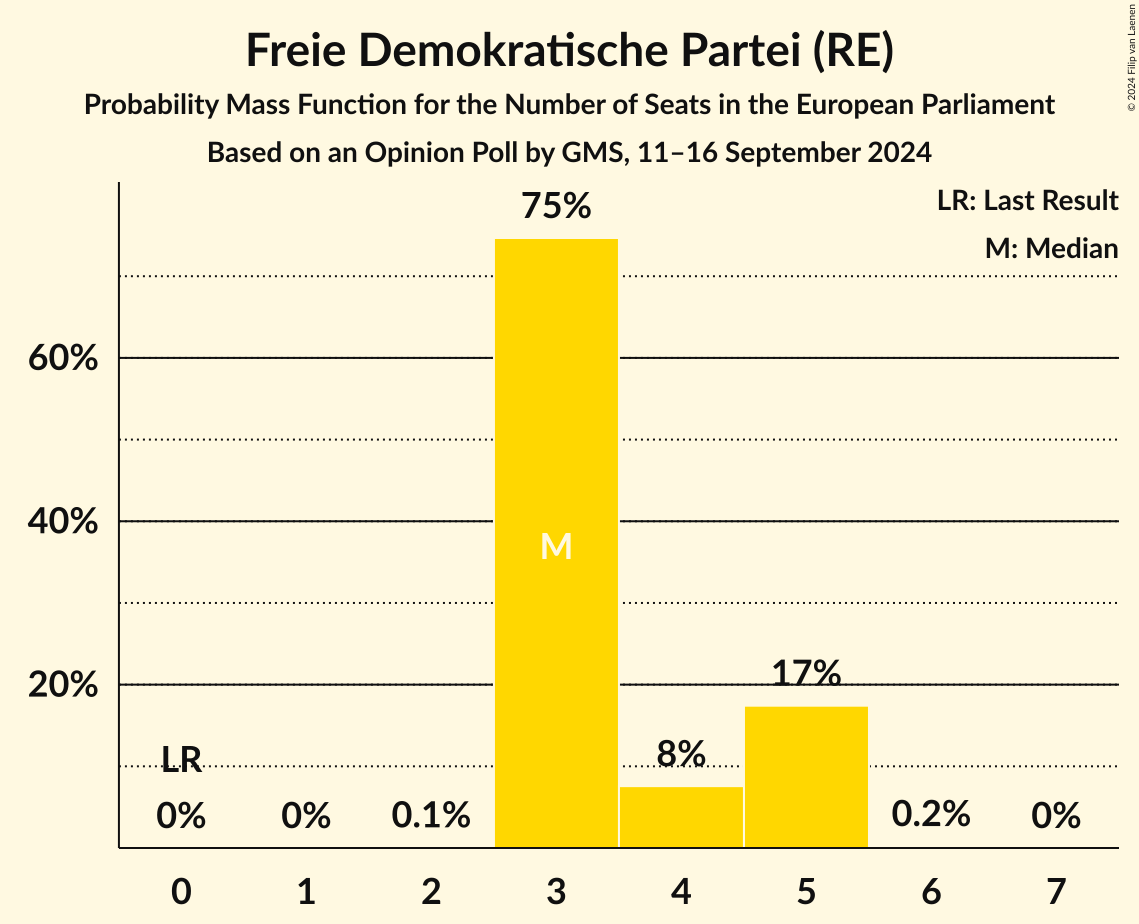 Freie Demokratische Partei (RE)
Probability Mass Function for the Number of Seats in the European Parliament
Based on an Opinion Poll by GMS, 11–16 September 2024
© 2024 Filip van Laenen
LR: Last Result
M: Median
75%
60%
40%
M
20%
17%
8%
LR
0%
0%
0.1%
0.2%
0%
0 1 2 3 4 5 6 7